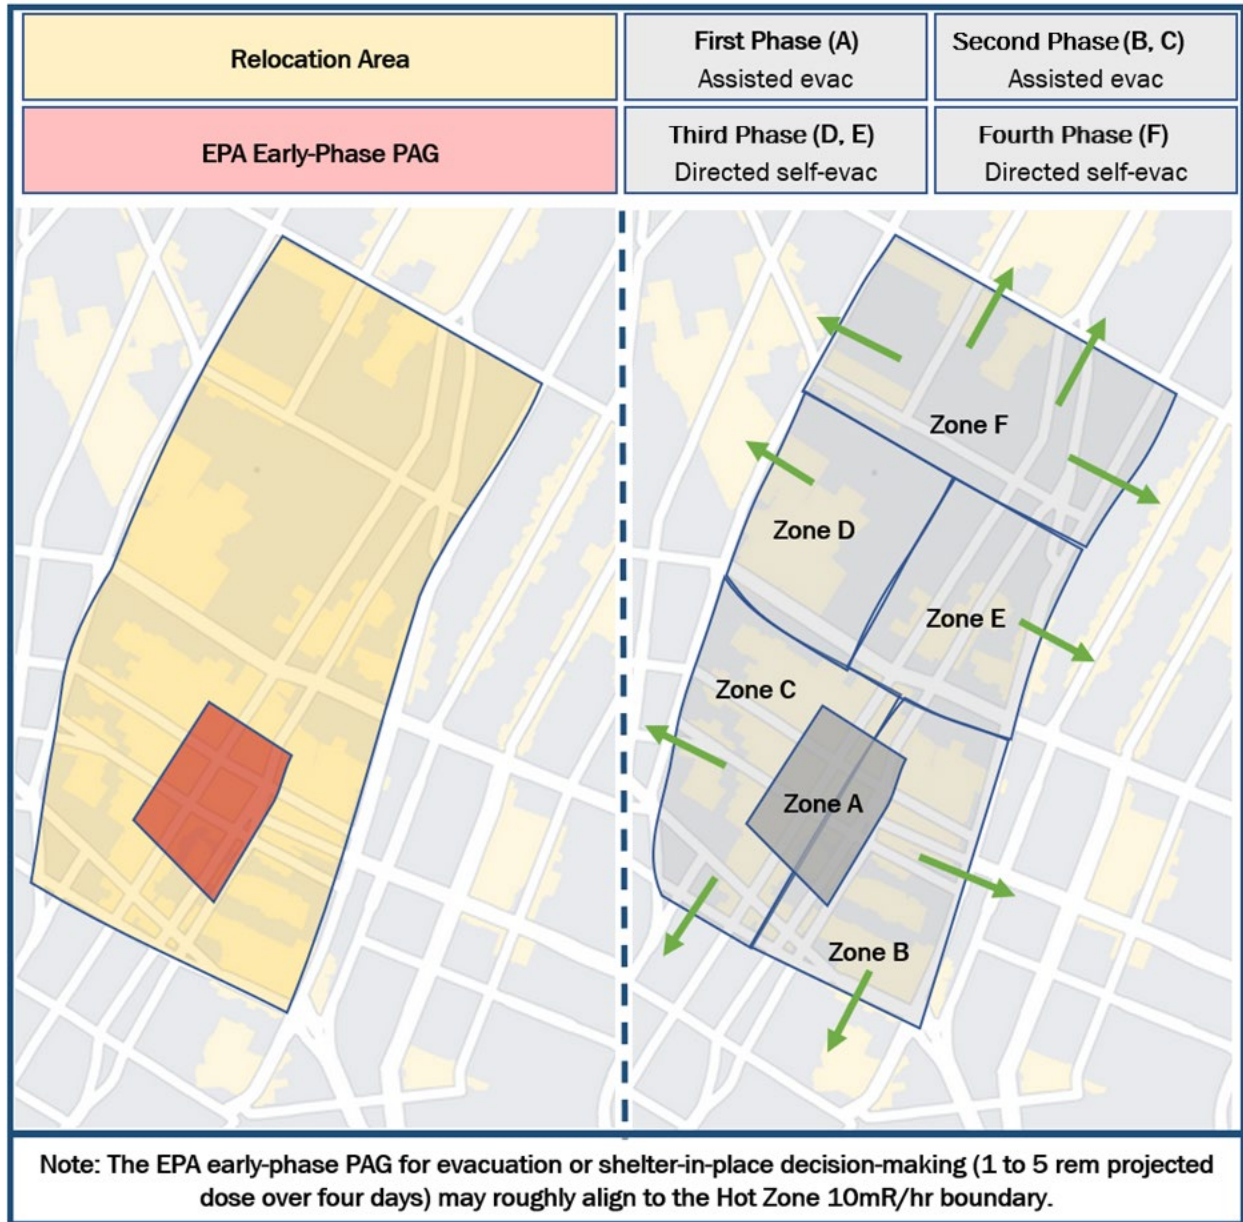 Relocation Area
First Phase (A)
Assisted evac
Second Phase (B, C)
Assisted evac
EPA Early-Phase PAG
Third Phase (D, E)
Directed self-evac
Fourth Phase (F)
Directed self-evac
Zone F
Zone D
Zone E
Zone C
Zone A
Zone B
Note: The EPA early-phase PAG for evacuation or shelter-in-place decision-making (1 to 5 rem projected
dose over four days) may roughly align to the Hot Zone 10mR/hr boundary.